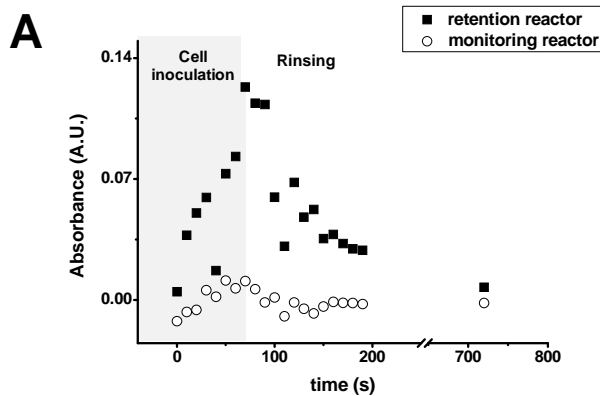 A
retention reactor
monitoring reactor
Cell
inoculation
Rinsing
0.14
0.07
0.00
Absorbance (A.U.)
0
100
200
700
800
time (s)